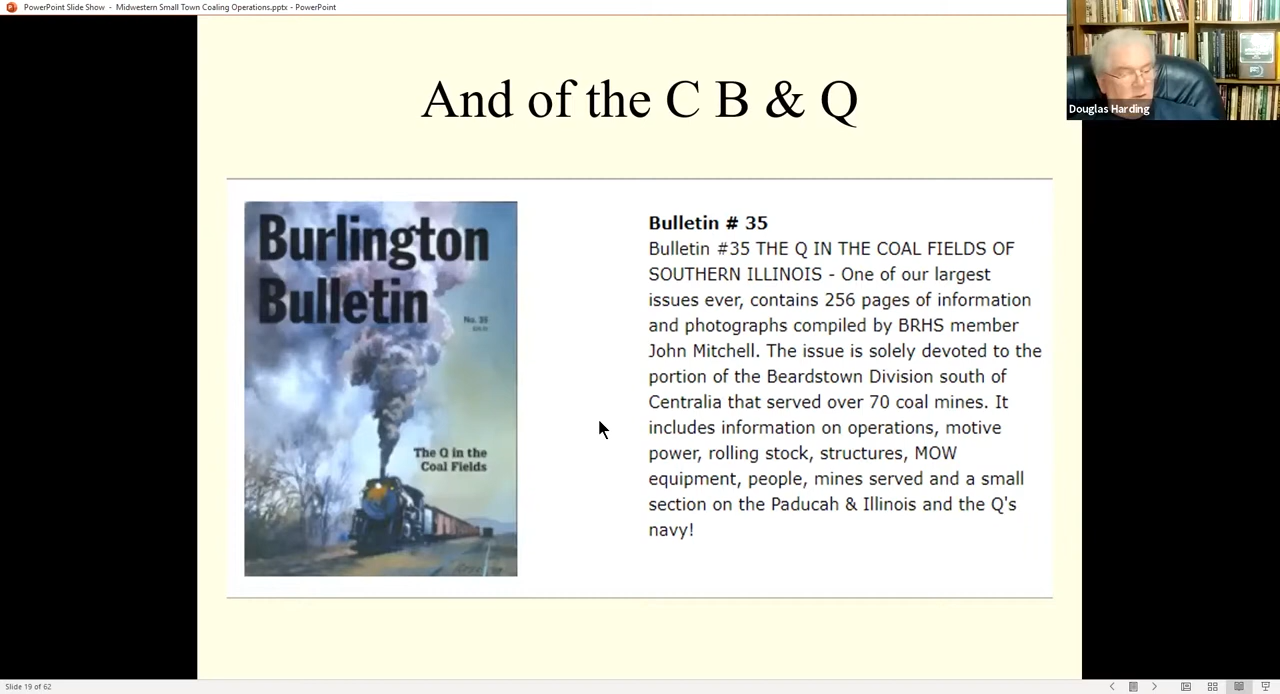 PowerPoint Slide Show - Midwestern Small Town Coaling Operations.pptx - PowerPoint
Douglas Harding
And of the C B & Q
Burlington
Bulletin
No. 35
The Q in the
Coal Fields
Bulletin # 35
Bulletin #35 THE Q IN THE COAL FIELDS OF
SOUTHERN ILLINOIS - One of our largest
issues ever, contains 256 pages of information
and photographs compiled by BRHS member
John Mitchell. The issue is solely devoted to the
portion of the Beardstown Division south of
Centralia that served over 70 coal mines. It
includes information on operations, motive
power, rolling stock, structures, MOW
equipment, people, mines served and a small
section on the Paducah & Illinois and the Q's
navy!
Slide 19 of 62